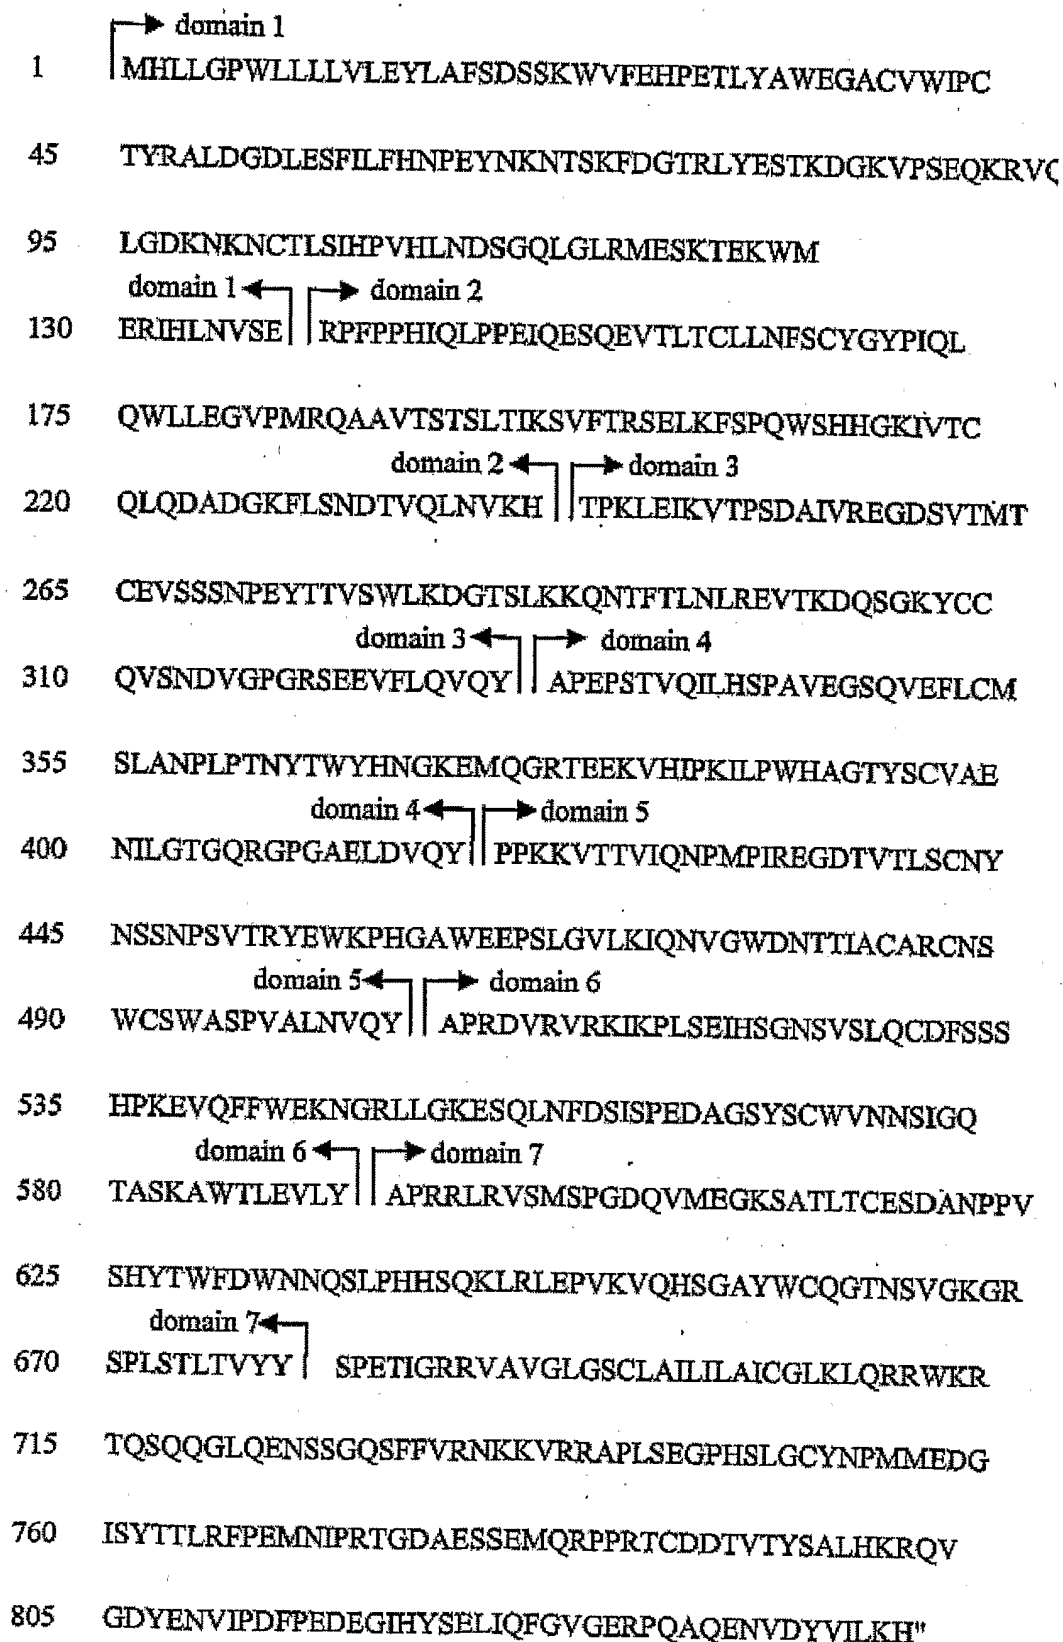 domain 1
1 MHLLGPWLLLLVLEYLAFSDSSKWVFEHPETLYAWEGACVWIPC
45 TYRALDGDLESFILFHNPEYNKNTSKFDGTRLYESTKDGKVPSEQKRVQ
95 LGDKNKNCTLSIHPVHLNDSGQLGLRMESKTEKWM
domain 1 domain 2
130 ERIHLNVSE RPFPPHIQLPPEIQESQEVTLTCLLNFSCYGYPIQL
175 QWLLEGVPMRQAAVTSTSLTIKSVFTRSELKFSPQWSHHGKIVTC
domain 2 domain 3
220 QLQDADGKFLSNDTVQLNVKH TPKLEIKVTPSDAIVREGDSVTMT
265 CEVSSSNPEYTTVSWLKDGTSLKKQNTFTLNLREVTKDQSGKYCC
domain 3 domain 4
310 QVSNDVGPGRSEEVFLQVQY APEPSTVQILHSPAVEGSQVEFLCM
355 SLANPLPTNYTWYHNGKEMQGRTEEKVHIPKILPWHAGTYSCVAE
domain 4 domain 5
400 NILGTGQRGPGAELDVQY PPKKVTTVIQNPMPIREGDTVTLSCNY
445 NSSNPSVTRYEWKPHGAWEEPSLGVLKIQNVGWDNTTIACARCNS
domain 5 domain 6
490 WCSWASPVALNVQY APRDVRVRKIKPLSEIHSGNSVSLQCDFSSS
535 HPKEVQFFWEKNGRLLGKESQLNFDSISPEDAGSYSCWVNNSIGQ
domain 6 domain 7
580 TASKAWTLEVLY APRRLRVSMSPGDQVMEGKSATLTCESDANPPV
625 SHYTWFDWNNQSLPHHSQKLRLEPVKVQHSGAYWCQGTNSVGKGR
domain 7
670 SPLSTLTVYY SPETIGRRVAVGLGSCLAILILAICGLKLQRRWKR
715 TQSQQGLQENSSGQSFFVRNKKVRRAPLSEGPHSLGCYNPMMEDG
760 ISYTTLRFPEMNIPRTGDAESSEMQRPPRTCDDTVTYSALHKRQV
805 GDYENVIPDFPEDEGIHYSELIQFGVGERPQAQENVDYVILKH"